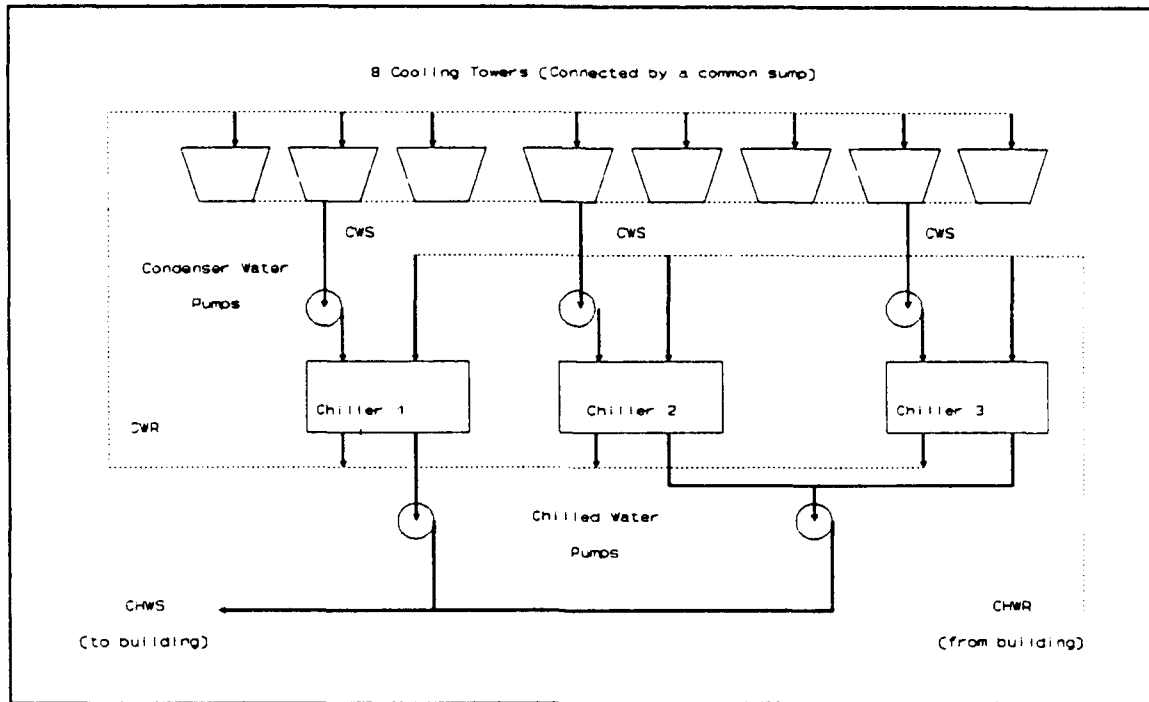 8 Cooling Towers (Connected by a common sump)
CWS
CWS
CWS
Condenser Water
Pumps
Chiller 1
Chiller 2
Chiller 3
CWR
Chilled Water
Pumps
CHWS
CHWR
(to building)
(from building)